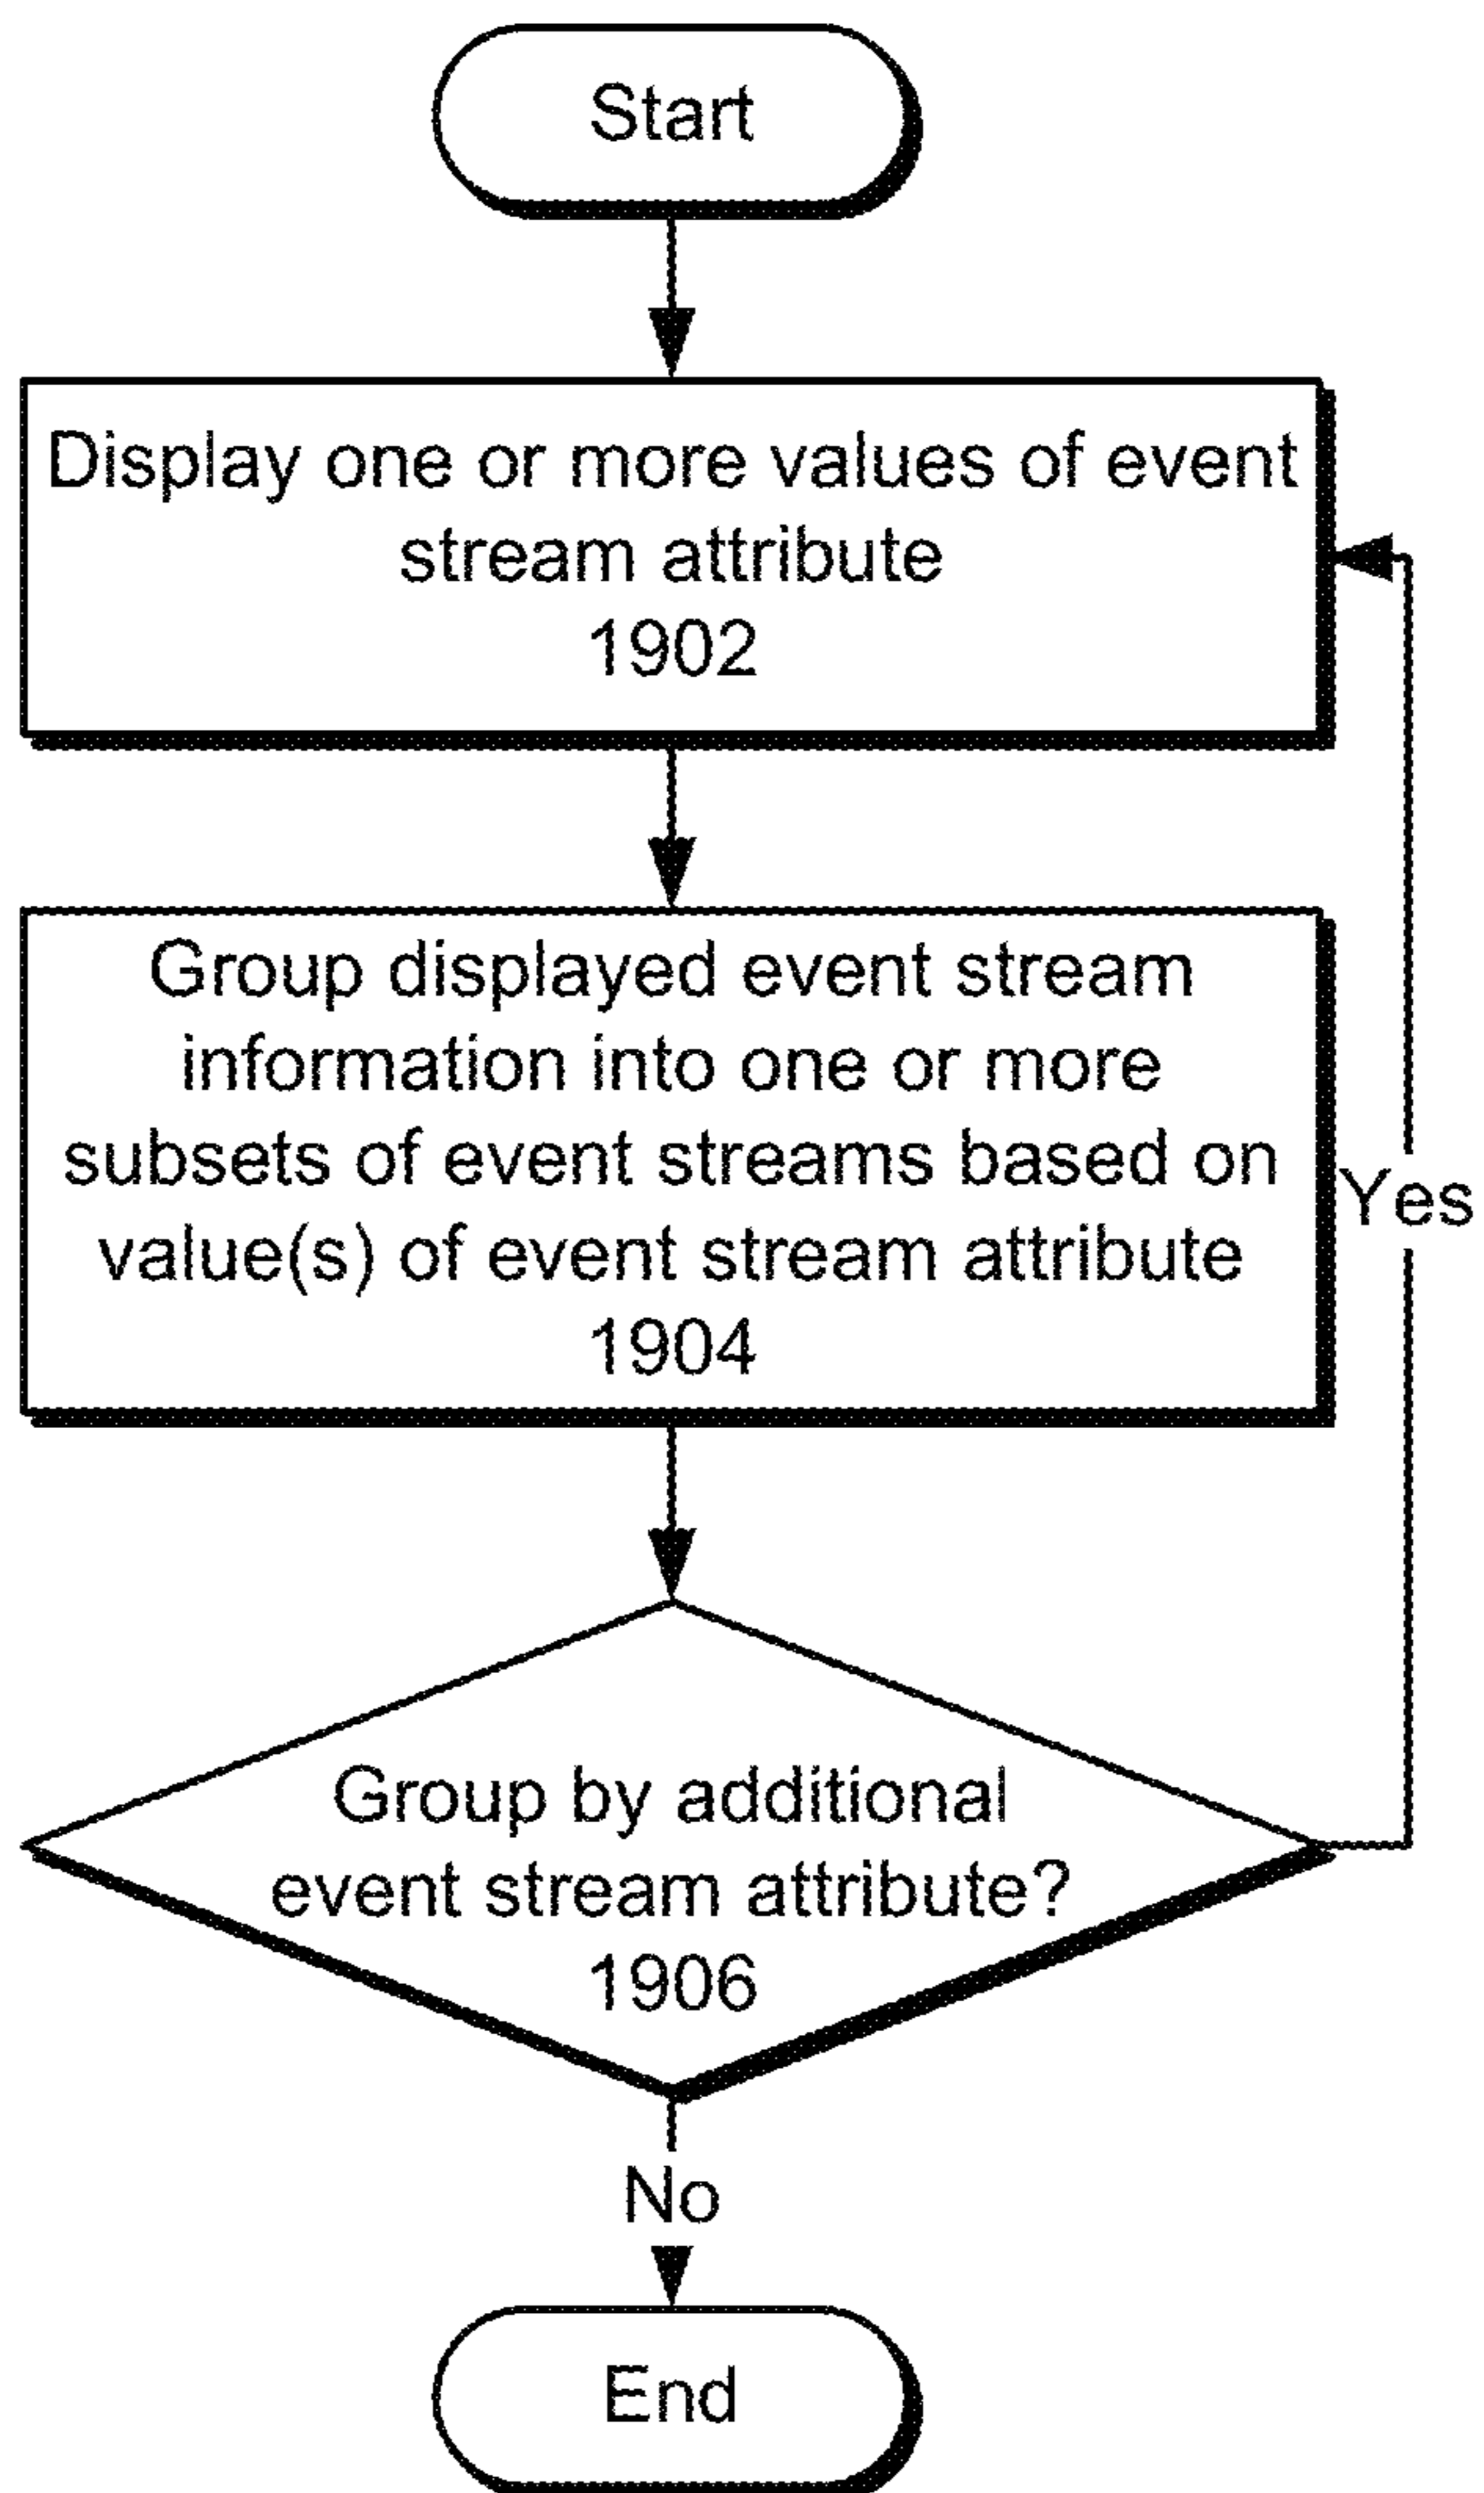 Start
Display one or more values of event
stream attribute
1902
Group displayed event stream
information into one or more
subsets of event streams based on
value(s) of event stream attribute
1904
Yes
Group by additional
event stream attribute?
1906
No
End